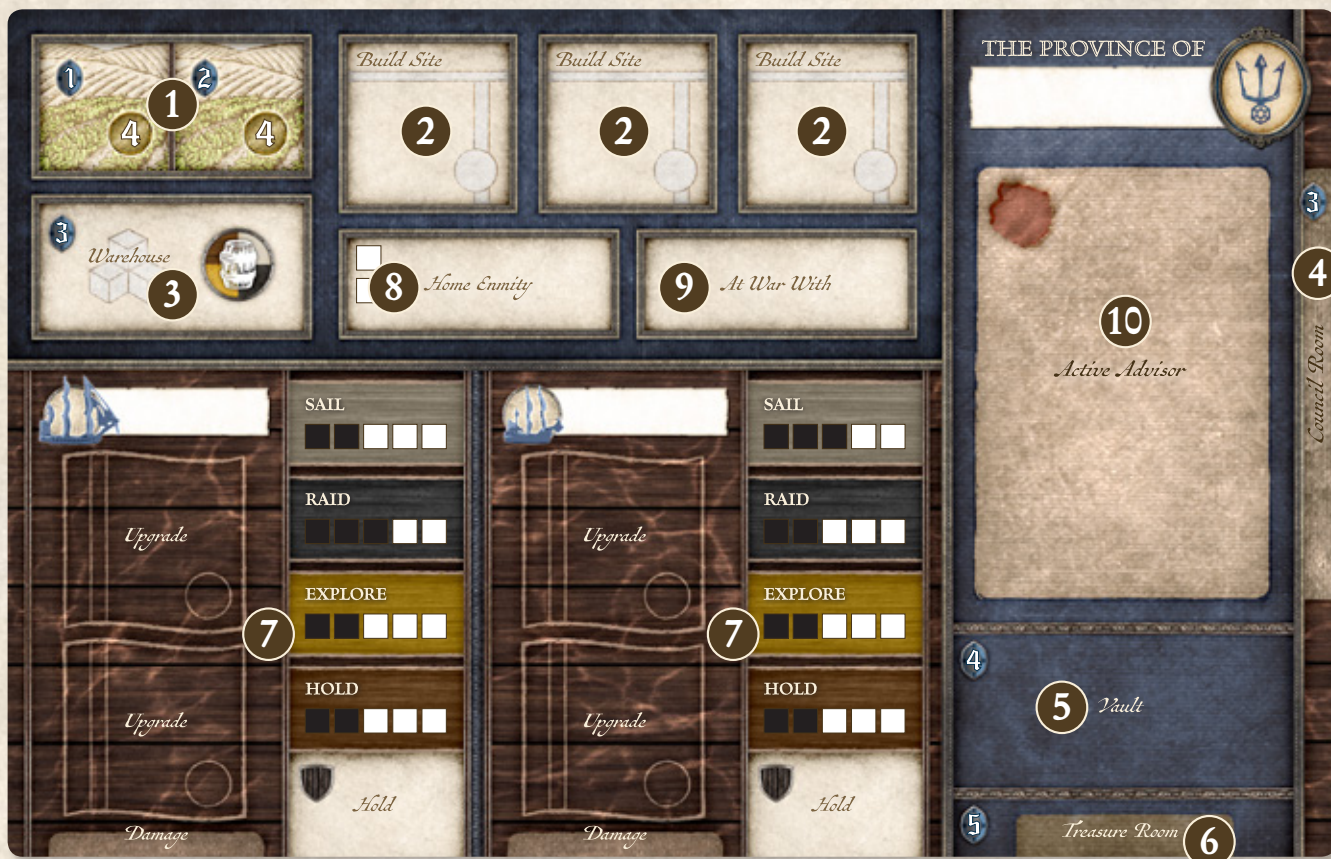 1
2
1
4
4
Build Site
Build Site
Build Site
2
2
2
3
Warehouse
3
8
Home Enmity
9
At War With
THE PROVINCE OF
10
Active Advisor
3
4
Council Room
SAIL
RAID
EXPLORE
HOLD
Upgrade
7
Upgrade
Hold
Damage
SAIL
RAID
EXPLORE
HOLD
Upgrade
7
Upgrade
Hold
Damage
4
5
Vault
5
Treasure Room
6